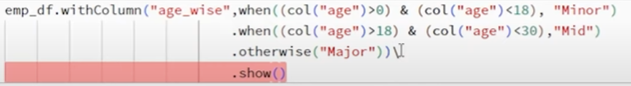 emp_df.withColumn("age_wise",when((col("age")>0) & (col("age")<18), "Minor")
.when((col("age")>18) & (col("age")<30),"Mid")
.otherwise("Major"))\
.show()